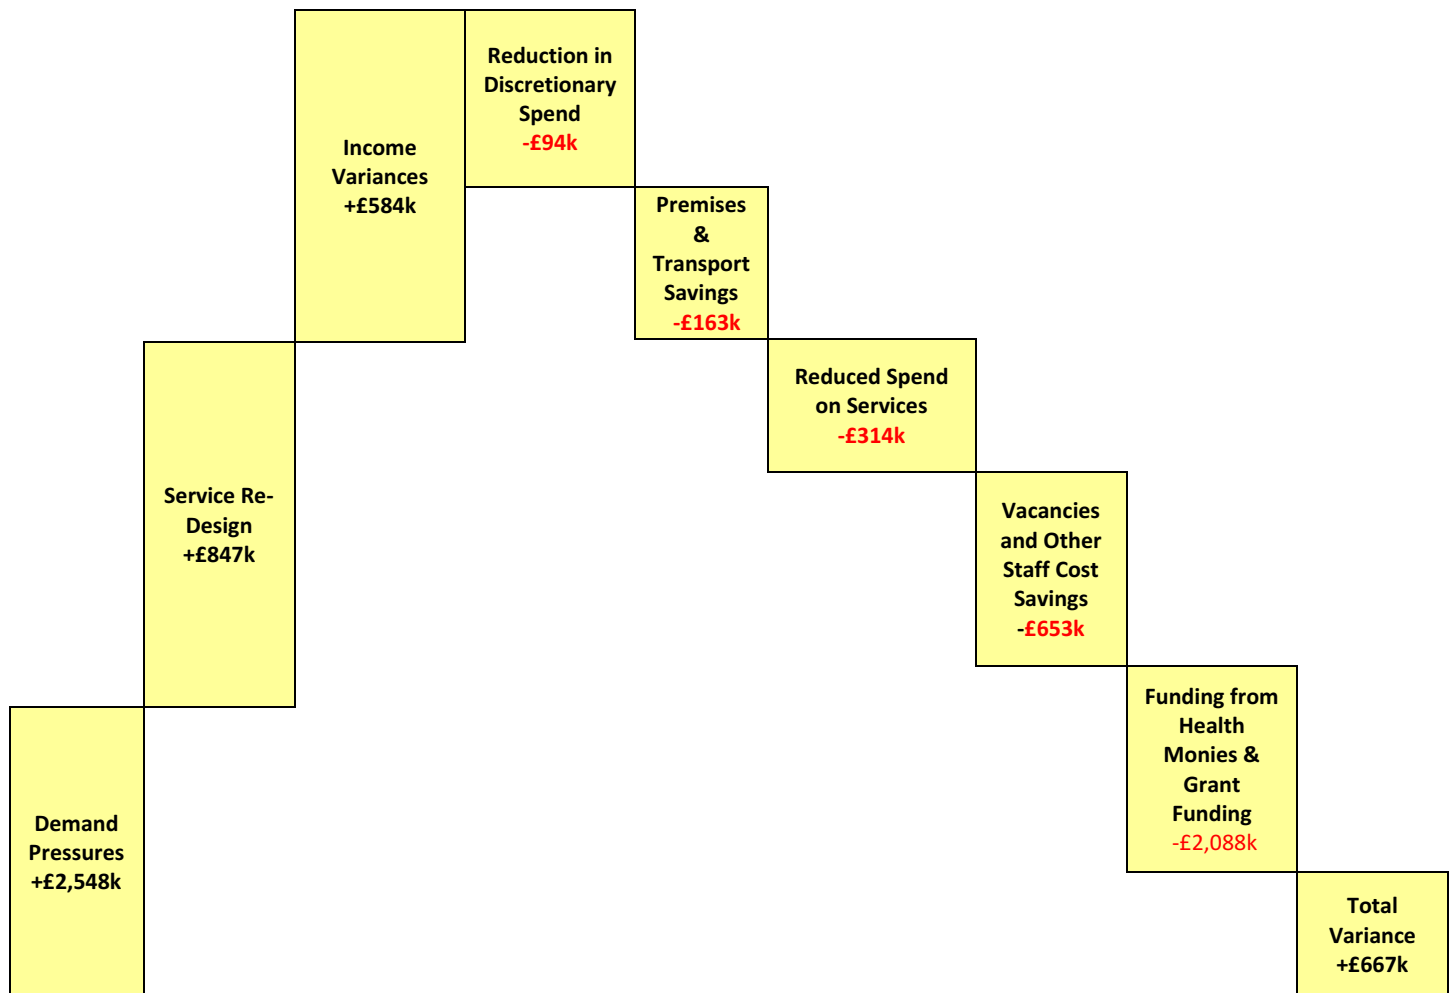 Demand
Pressures
+£2,548k
Service Re-
Design
+£847k
Income
Variances
+£584k
Reduction in
Discretionary
Spend
-£94k
Premises
&
Transport
Savings
-£163k
Reduced Spend
on Services
-£314k
Vacancies
and Other
Staff Cost
Savings
-£653k
Funding from
Health
Monies &
Grant
Funding
-£2,088k
Total
Variance
+£667k